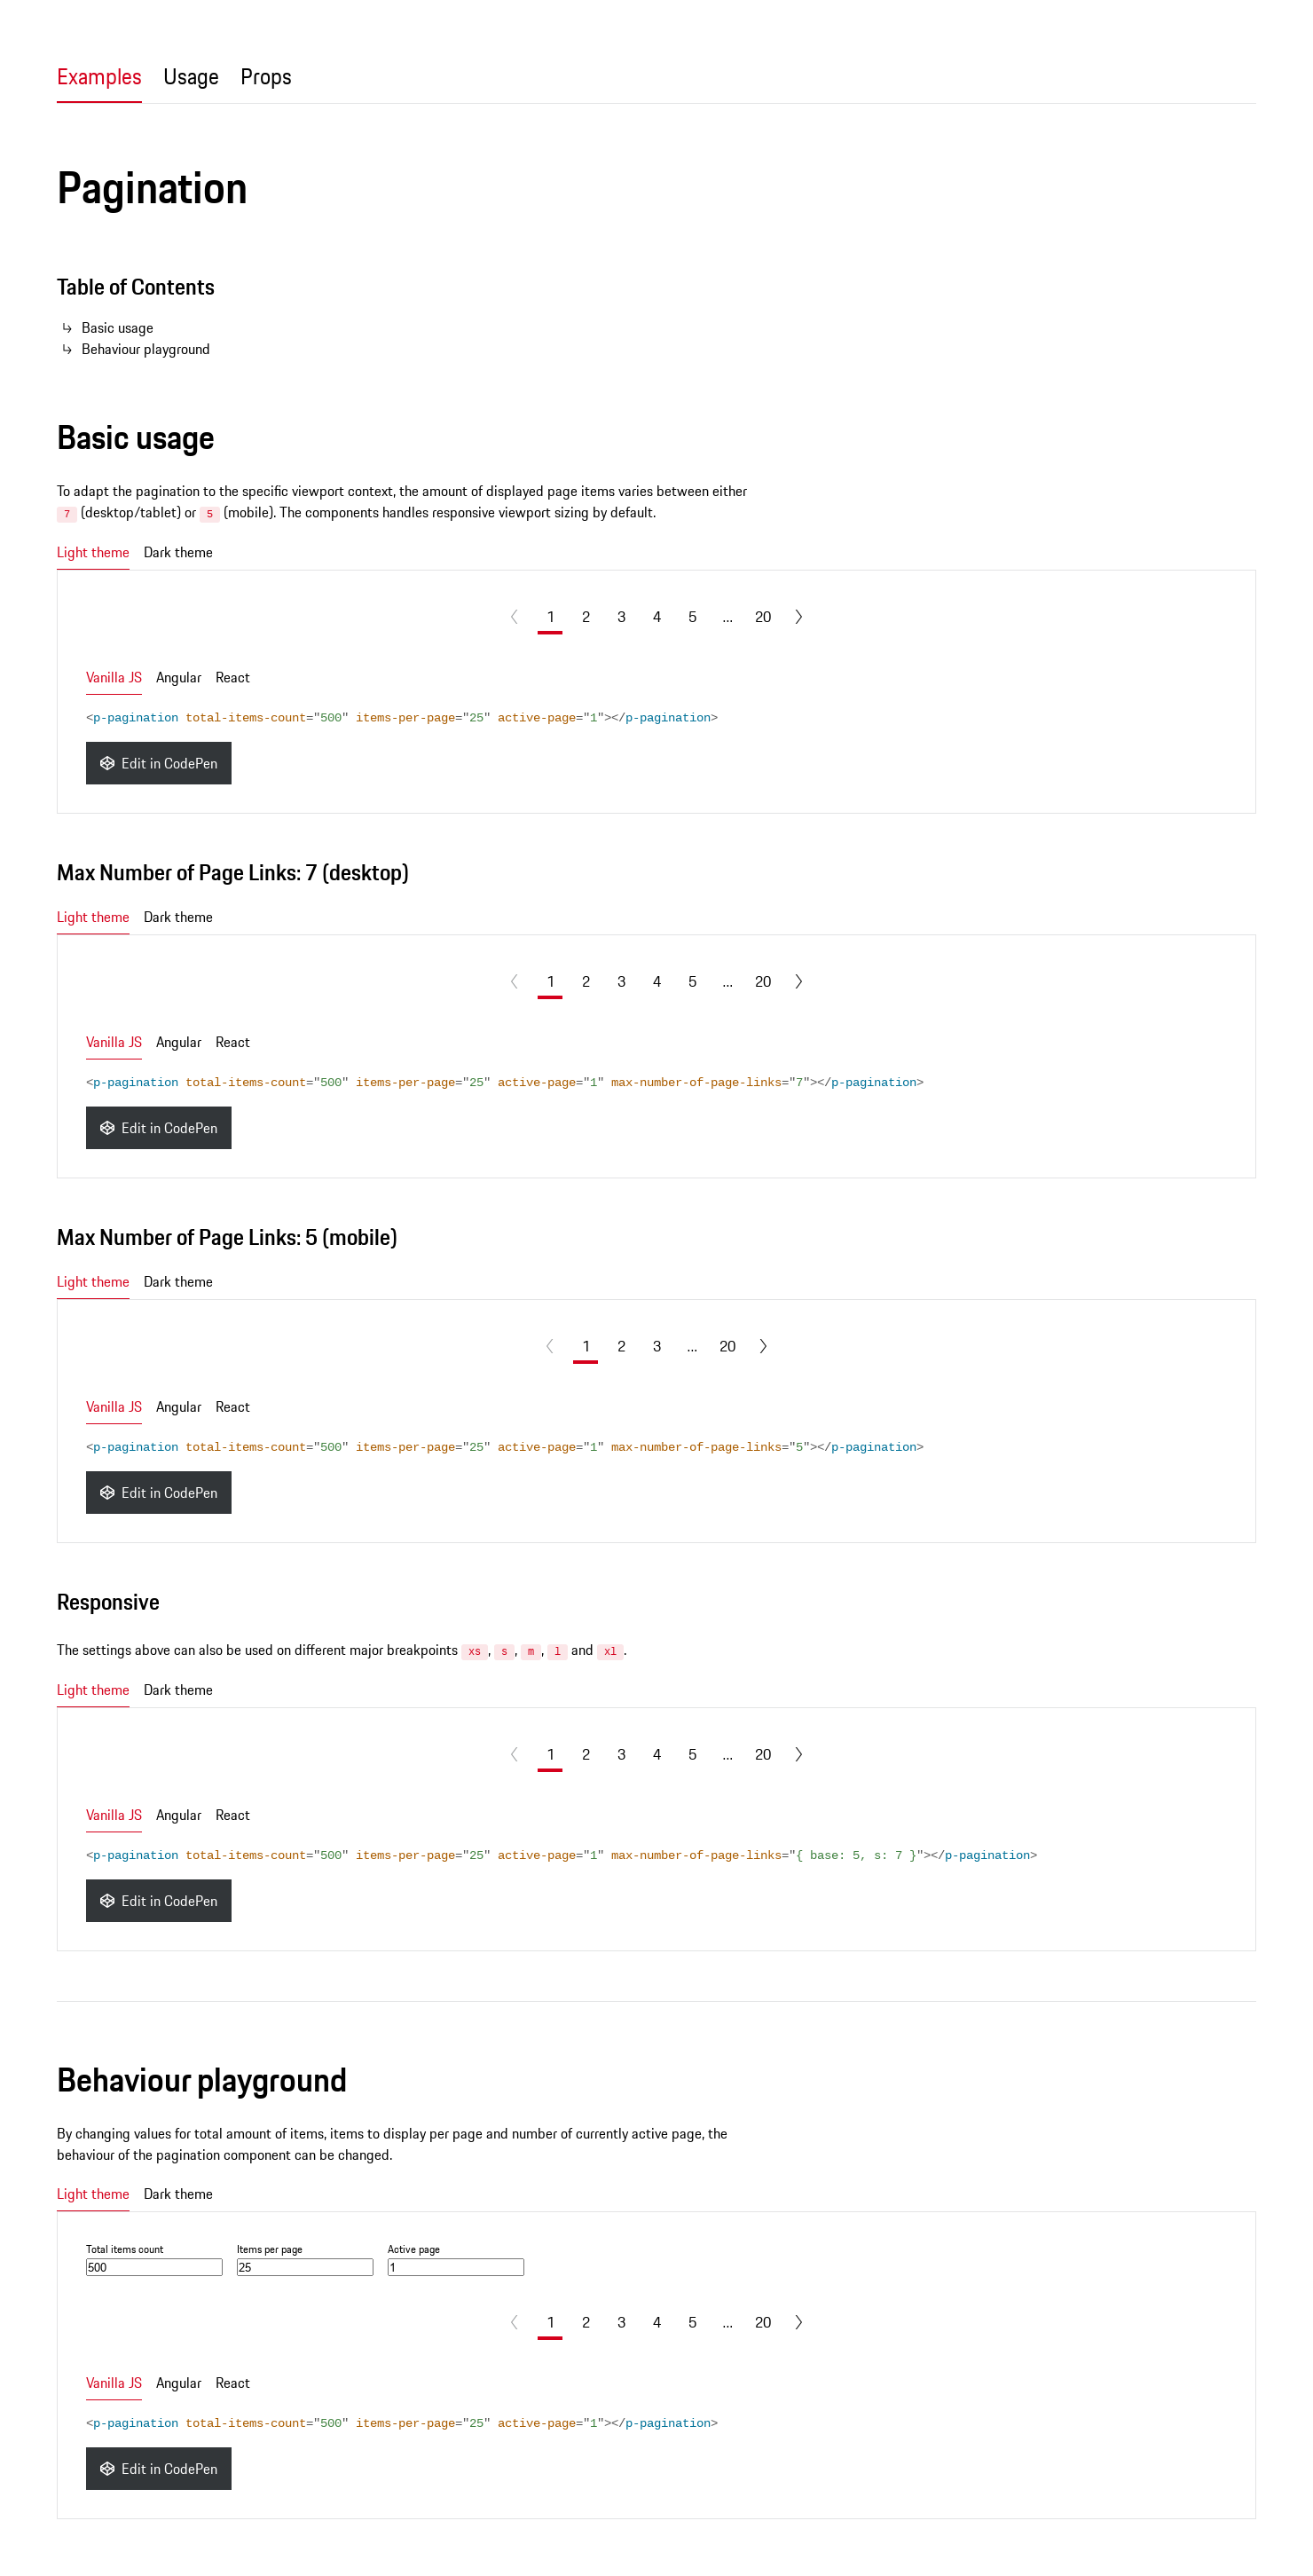 Examples Usage Props
Pagination
Table of Contents
↳ Basic usage
↳ Behaviour playground
Basic usage
To adapt the pagination to the specific viewport context, the amount of displayed page items varies between either
7 (desktop/tablet) or 5 (mobile). The components handles responsive viewport sizing by default.
Light theme Dark theme
1 2 3 4 5 ... 20
Vanilla JS Angular React
<p-pagination total-items-count="500" items-per-page="25" active-page="1"></p-pagination>
Edit in CodePen
Max Number of Page Links: 7 (desktop)
Light theme Dark theme
1 2 3 4 5 ... 20
Vanilla JS Angular React
<p-pagination total-items-count="500" items-per-page="25" active-page="1" max-number-of-page-links="7"></p-pagination>
Edit in CodePen
Max Number of Page Links: 5 (mobile)
Light theme Dark theme
1 2 3 ... 20
Vanilla JS Angular React
<p-pagination total-items-count="500" items-per-page="25" active-page="1" max-number-of-page-links="5"></p-pagination>
Edit in CodePen
Responsive
The settings above can also be used on different major breakpoints xs, s, m, l and xl.
Light theme Dark theme
1 2 3 4 5 ... 20
Vanilla JS Angular React
<p-pagination total-items-count="500" items-per-page="25" active-page="1" max-number-of-page-links="{ base: 5, s: 7 }"></p-pagination>
Edit in CodePen
Behaviour playground
By changing values for total amount of items, items to display per page and number of currently active page, the
behaviour of the pagination component can be changed.
Light theme Dark theme
Total items count Items per page Active page
500 25 1
1 2 3 4 5 ... 20
Vanilla JS Angular React
<p-pagination total-items-count="500" items-per-page="25" active-page="1"></p-pagination>
Edit in CodePen